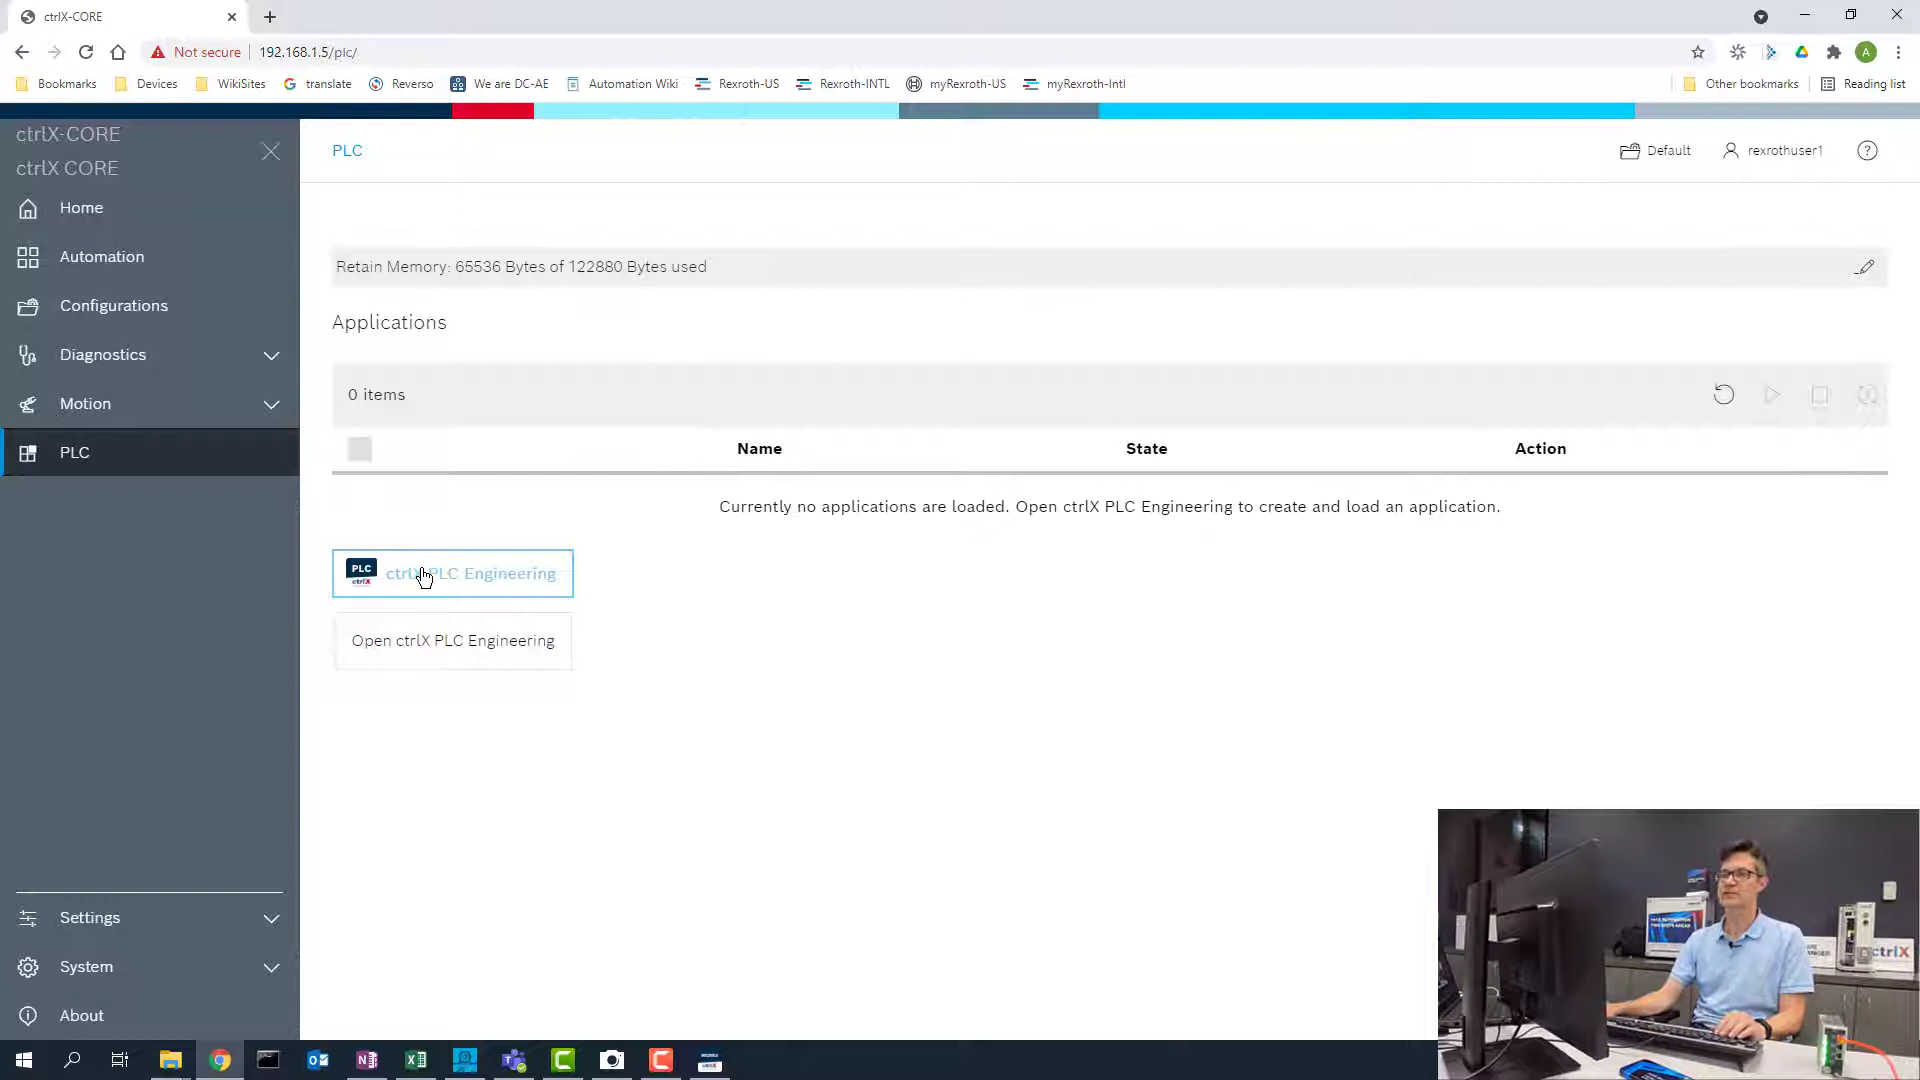 ctrlX-CORE
Not secure
192.168.1.5/plc/
A
Bookmarks
Devices
WikiSites
translate
Reverso
We are DC-AE
Automation Wiki
Rexroth-US
Rexroth-INTL
myRexroth-US
myRexroth-Intl
Other bookmarks
Reading list
ctrlX-CORE
ctrlX CORE
Home
Automation
Configurations
Diagnostics
Motion
PLC
Settings
System
About
PLC
Default
rexrothuser1
Retain Memory: 65536 Bytes of 122880 Bytes used
Applications
0 items
Name
State
Action
Currently no applications are loaded. Open ctrlX PLC Engineering to create and load an application.
PLC
ctrlX
ctrlX PLC Engineering
Open ctrlX PLC Engineering
WORKS
ctrlX